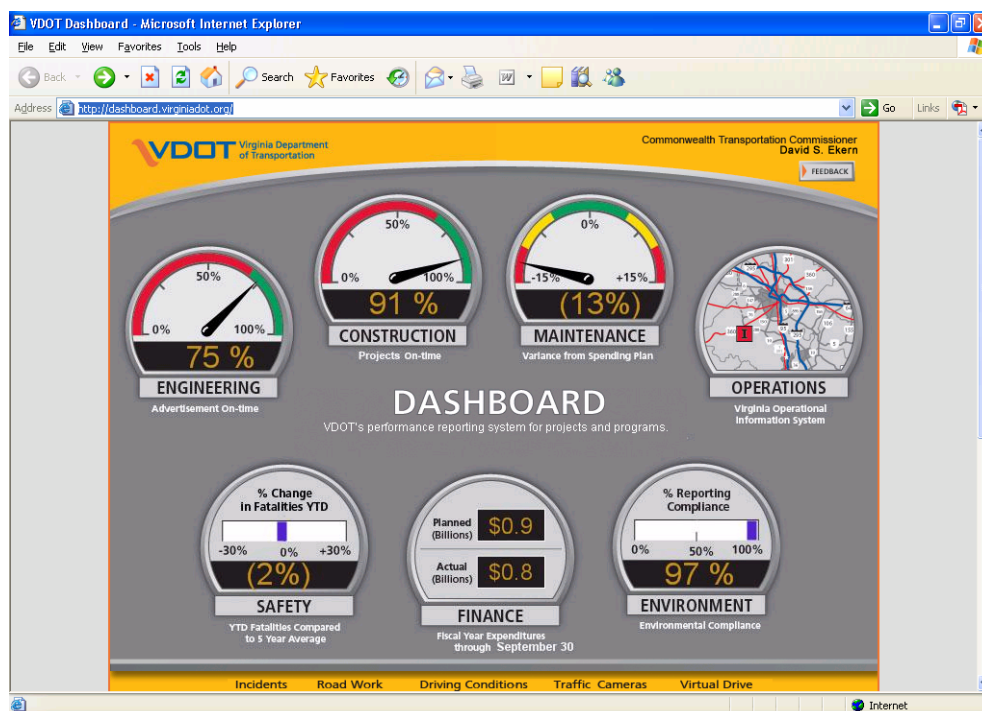 VDOT Dashboard - Microsoft Internet Explorer
File Edit View Favorites Tools Help
Back Search Favorites
Address http://dashboard.virginiadot.org/ Go Links
VDOT Virginia Department
of Transportation
Commonwealth Transportation Commissioner
David S. Ekern
FEEDBACK
50%
0% 100%
75 %
ENGINEERING
Advertisement On-time
50%
0% 100%
91 %
CONSTRUCTION
Projects On-time
0%
-15% +15%
(13%)
MAINTENANCE
Variance from Spending Plan
I
OPERATIONS
Virginia Operational
Information System
DASHBOARD
VDOT's performance reporting system for projects and programs.
% Change
in Fatalities YTD
-30% 0% +30%
(2%)
SAFETY
YTD Fatalities Compared
to 5 Year Average
Planned
(Billions) $0.9
Actual
(Billions) $0.8
FINANCE
Fiscal Year Expenditures
through September 30
% Reporting
Compliance
0% 50% 100%
97 %
ENVIRONMENT
Environmental Compliance
Incidents Road Work Driving Conditions Traffic Cameras Virtual Drive
Internet